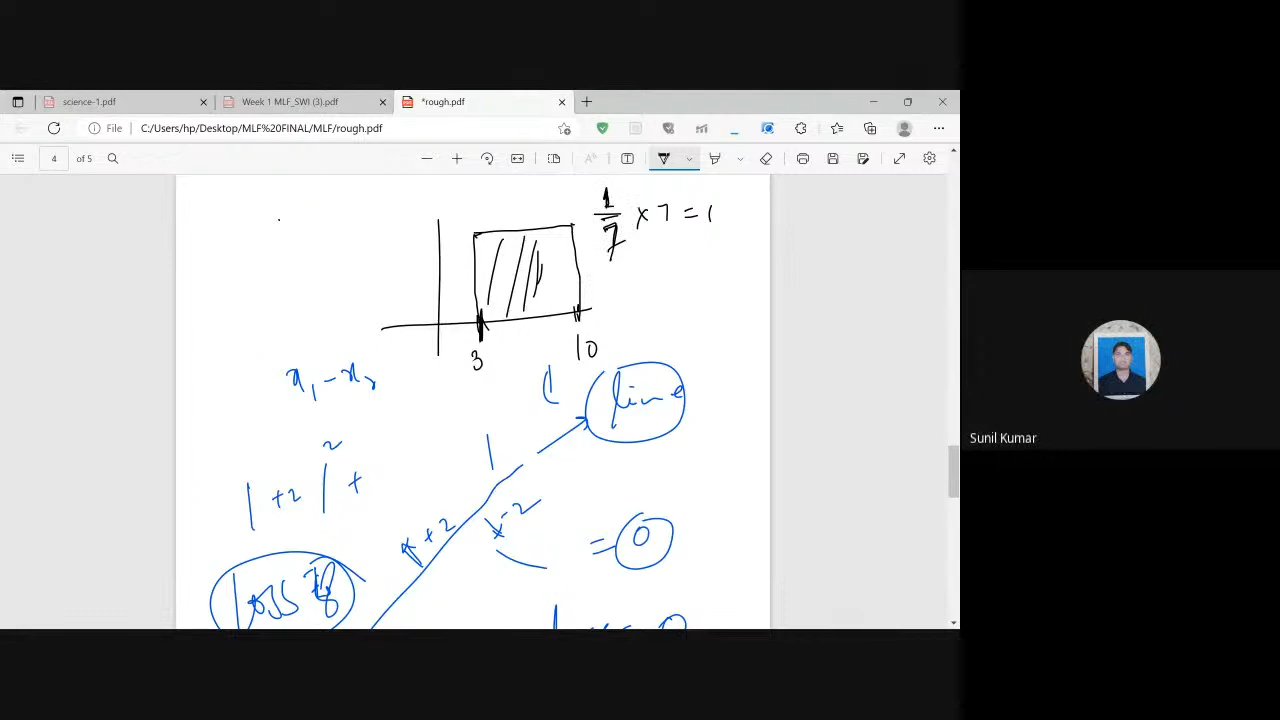 science-1.pdf
Week 1 MLF_SWI (3).pdf
*rough.pdf
File
C:/Users/hp/Desktop/MLF%20FINAL/MLF/rough.pdf
4 of 5
1/7 × 7 = 1
3
10
x₁ - x₂
line
2
| +2 | +
x +2
x -2
= 0
loss
Sunil Kumar